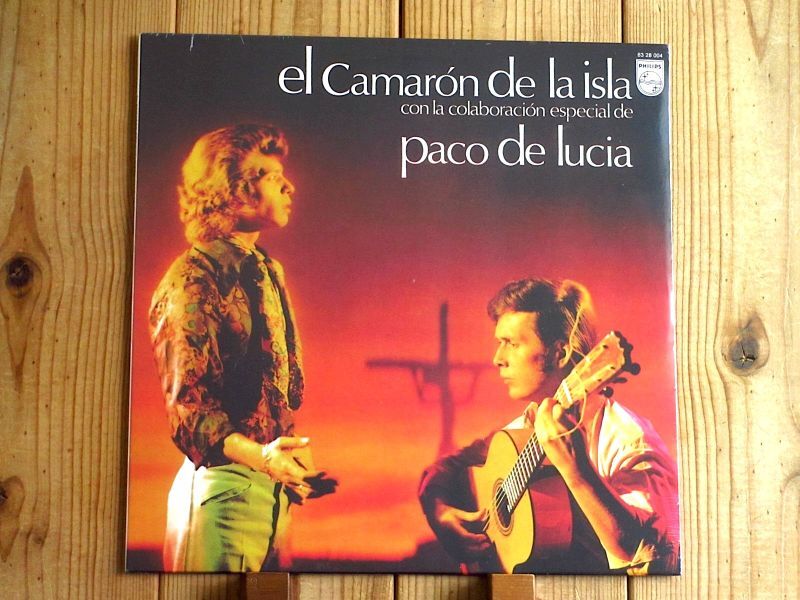 63 28 004
PHILIPS
el Camarón de la isla
con la colaboración especial de
paco de lucia